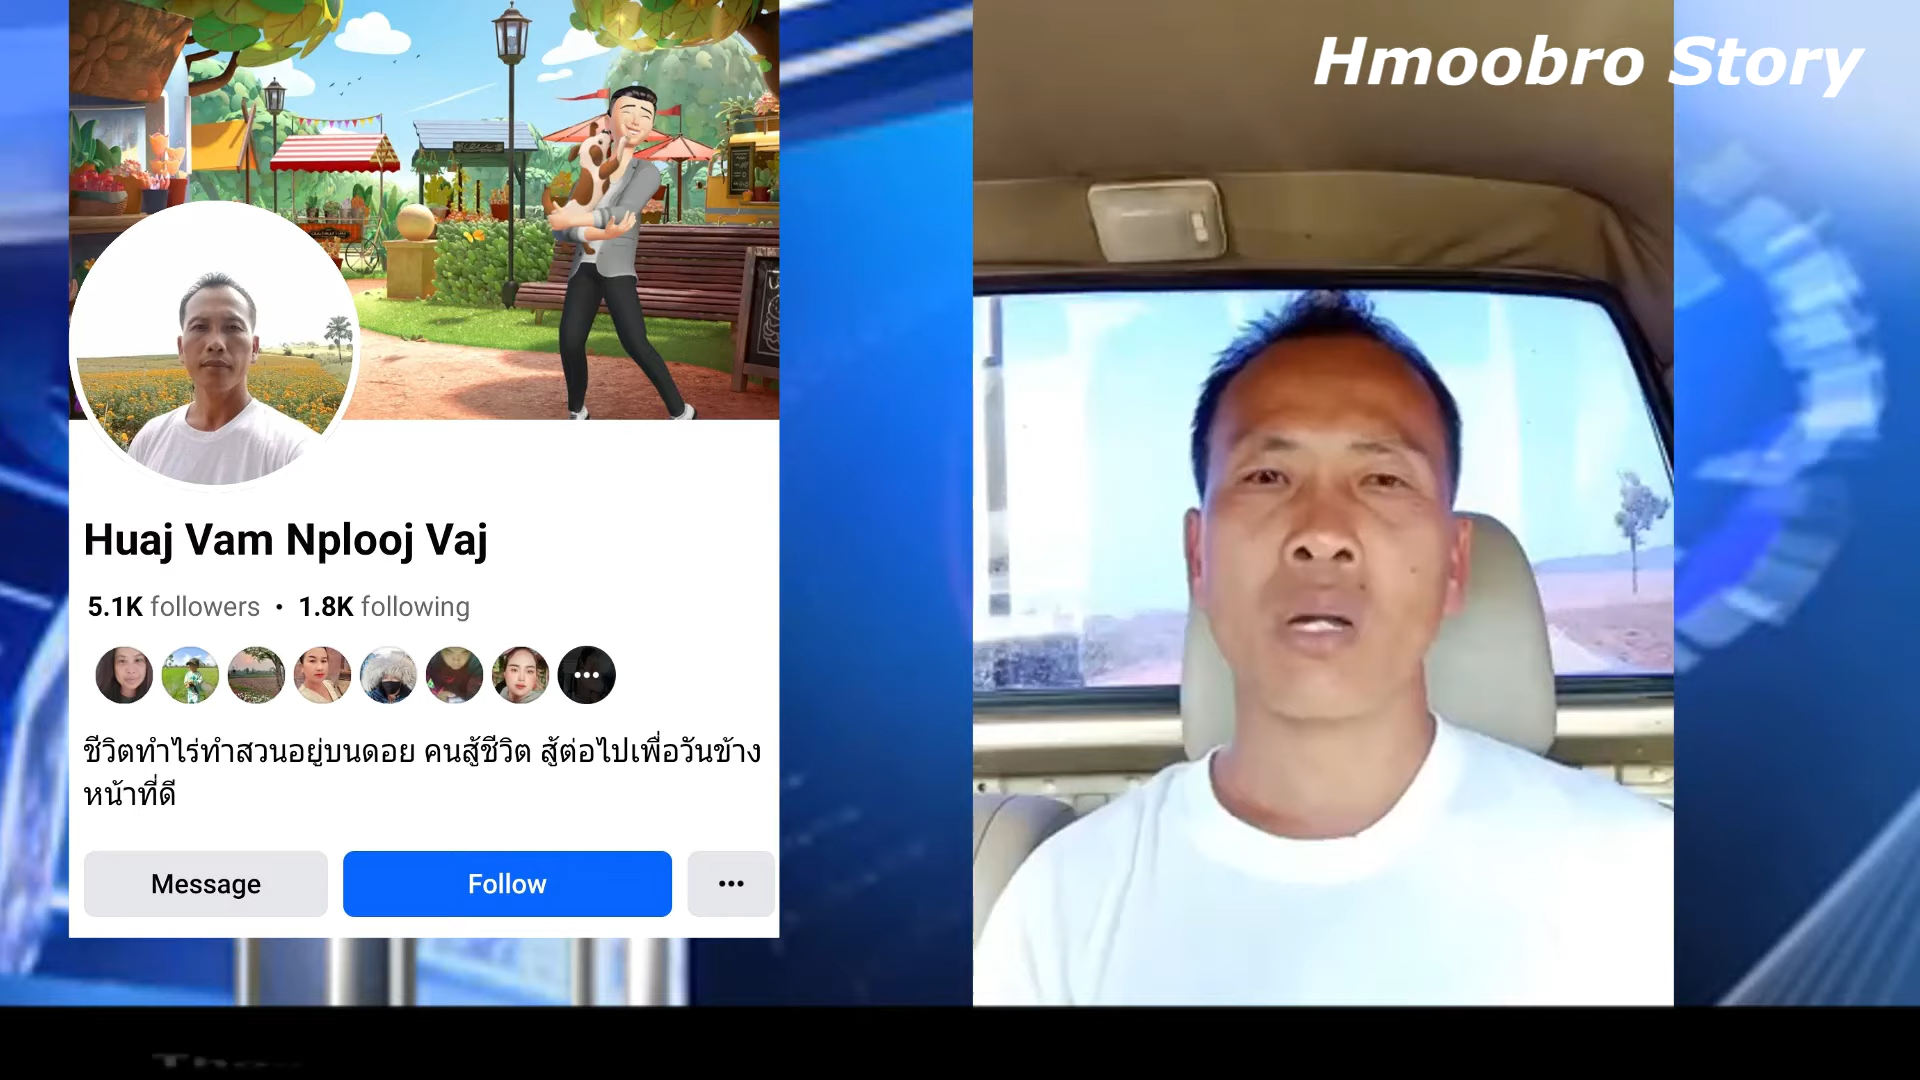 Hmoobro Story
Huaj Vam Nplooj Vaj
5.1K followers • 1.8K following
ชีวิตทำไร่ทำสวนอยู่บนดอย คนสู้ชีวิต สู้ต่อไปเพื่อวันข้าง
หน้าที่ดี
Message
Follow